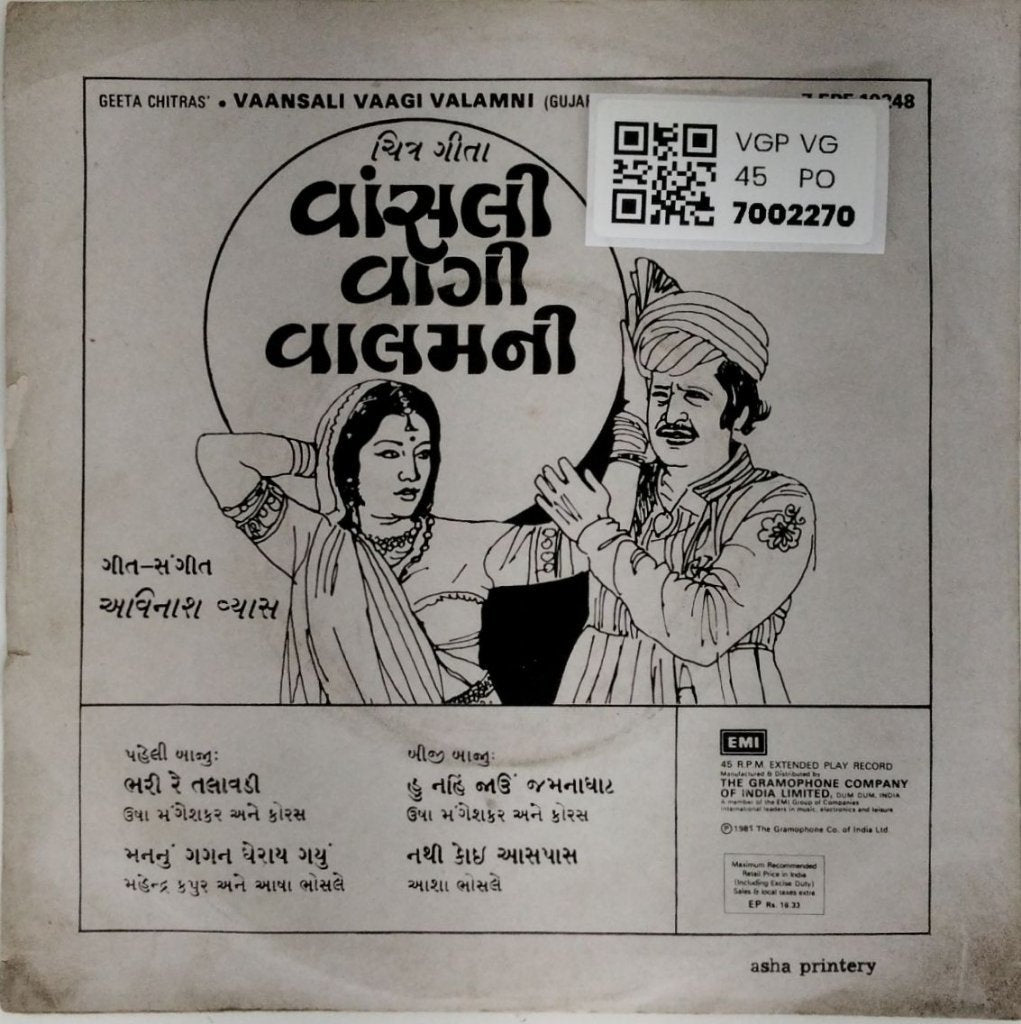 GEETA CHITRAS' • VAANSALI VAAGI VALAMNI (GUJA
248
VGP VG
45 PO
7002270
ચિત્ર ગીતા
વાંસલી
વાગી
વાલમની
ગીત-સંગીત
અવિનાશ વ્યાસ
પહેલી બાજુ:
ભરી રે તલાવડી
ઉષા મંગેશકર અને કોરસ
મનનું ગગન ઘેરાય ગયું
મહેન્દ્ર કપુર અને આષા ભોસલે
બીજી બાજુ:
હુ નહિં જાઉં જમનાઘાટ
ઉષા મંગેશકર અને કોરસ
નથી કોઇ આસપાસ
આશા ભોસલે
EMI
45 R.P.M. EXTENDED PLAY RECORD
Manufactured & Distributed by
THE GRAMOPHONE COMPANY
OF INDIA LIMITED, DUM DUM, INDIA
A member of the EMI Group of Companies
International leaders in music, electronics and leisure
Ⓟ 1981 The Gramophone Co. of India Ltd.
Maximum Recommended
Retail Price in India
(Including Excise Duty)
Sales & local taxes extra
EP Rs. 16.33
asha printery